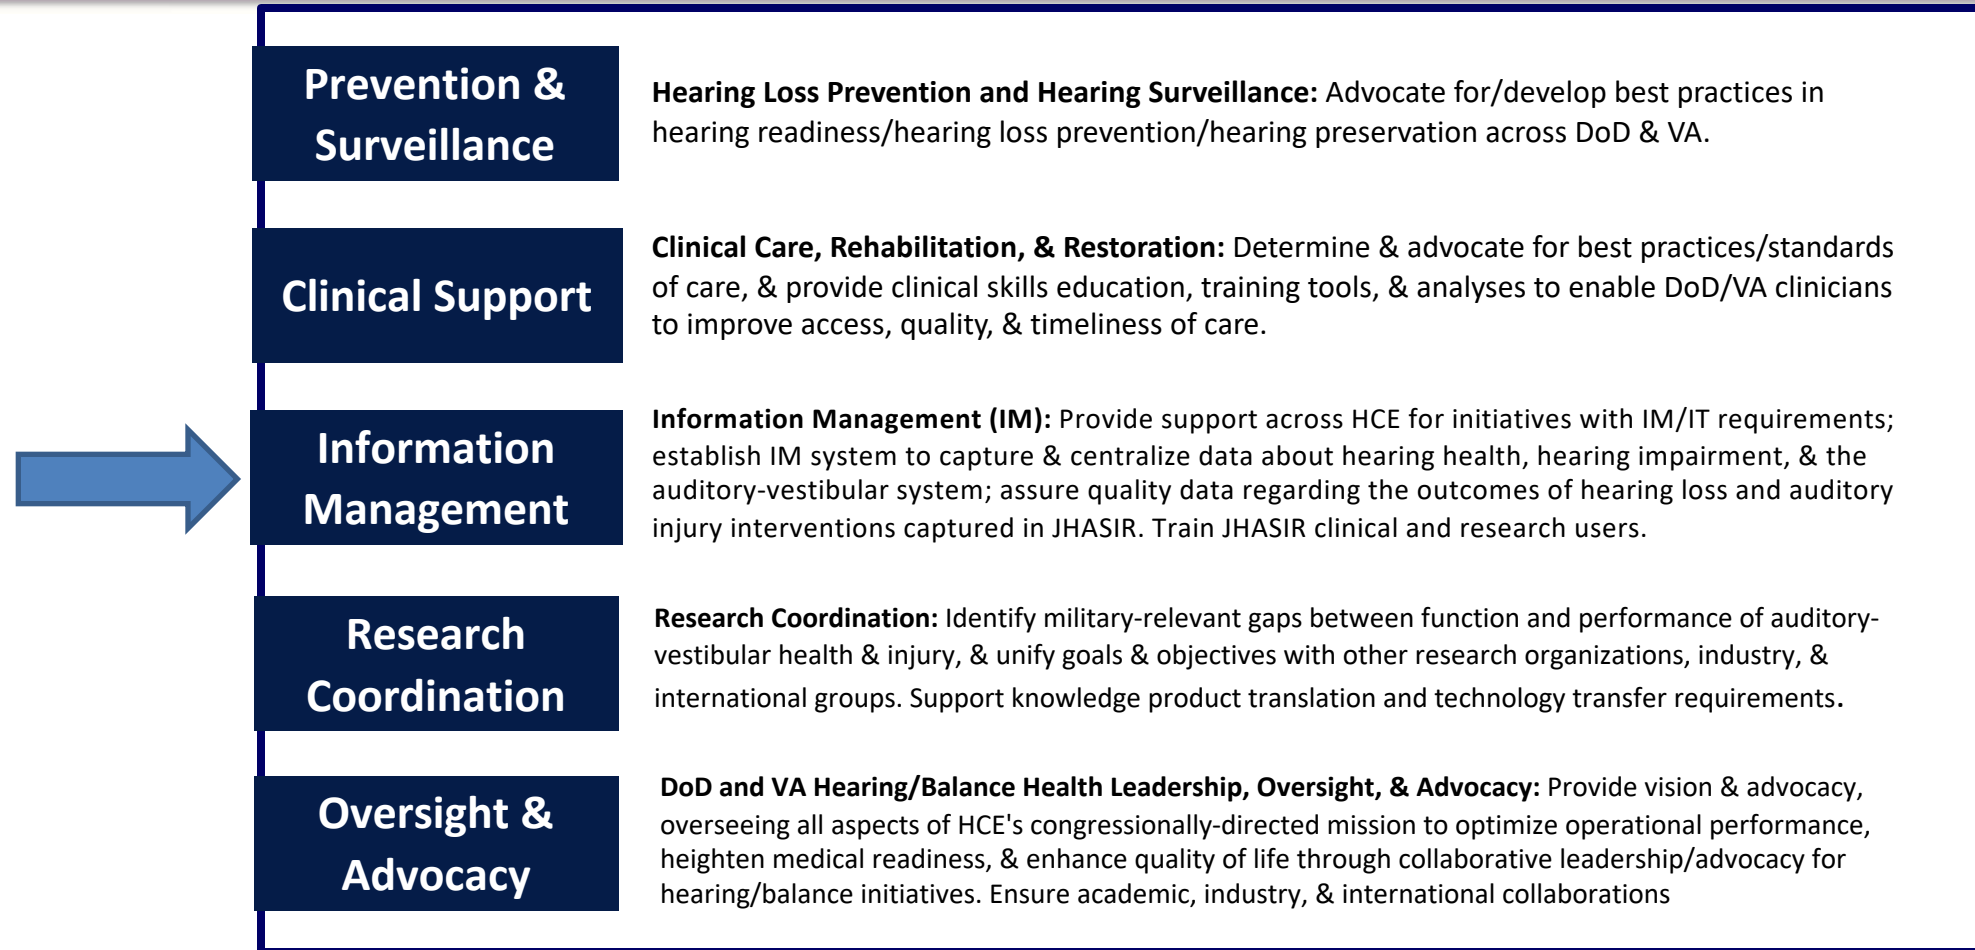 Prevention &
Surveillance
Hearing Loss Prevention and Hearing Surveillance: Advocate for/develop best practices in
hearing readiness/hearing loss prevention/hearing preservation across DoD & VA.
Clinical Support
Clinical Care, Rehabilitation, & Restoration: Determine & advocate for best practices/standards
of care, & provide clinical skills education, training tools, & analyses to enable DoD/VA clinicians
to improve access, quality, & timeliness of care.
Information
Management
Information Management (IM): Provide support across HCE for initiatives with IM/IT requirements;
establish IM system to capture & centralize data about hearing health, hearing impairment, & the
auditory-vestibular system; assure quality data regarding the outcomes of hearing loss and auditory
injury interventions captured in JHASIR. Train JHASIR clinical and research users.
Research
Coordination
Research Coordination: Identify military-relevant gaps between function and performance of auditory-
vestibular health & injury, & unify goals & objectives with other research organizations, industry, &
international groups. Support knowledge product translation and technology transfer requirements.
Oversight &
Advocacy
DoD and VA Hearing/Balance Health Leadership, Oversight, & Advocacy: Provide vision & advocacy,
overseeing all aspects of HCE's congressionally-directed mission to optimize operational performance,
heighten medical readiness, & enhance quality of life through collaborative leadership/advocacy for
hearing/balance initiatives. Ensure academic, industry, & international collaborations